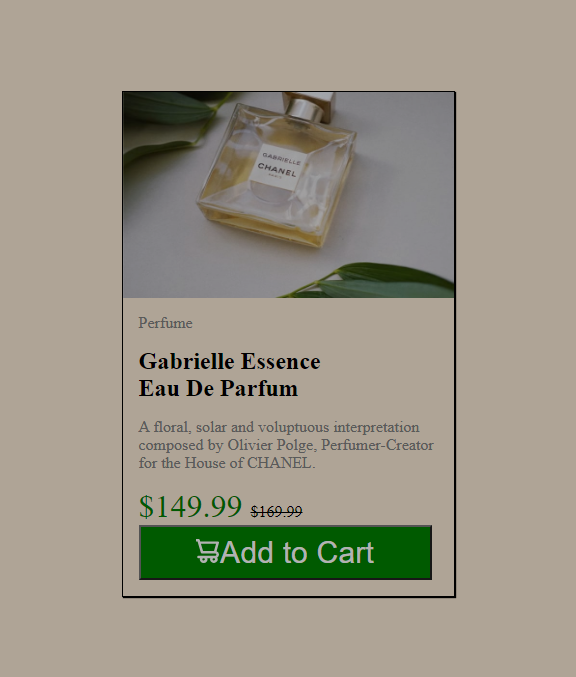 GABRIELLE
CHANEL
PARIS
Perfume
Gabrielle Essence
Eau De Parfum
A floral, solar and voluptuous interpretation
composed by Olivier Polge, Perfumer-Creator
for the House of CHANEL.
$149.99 $169.99
Add to Cart